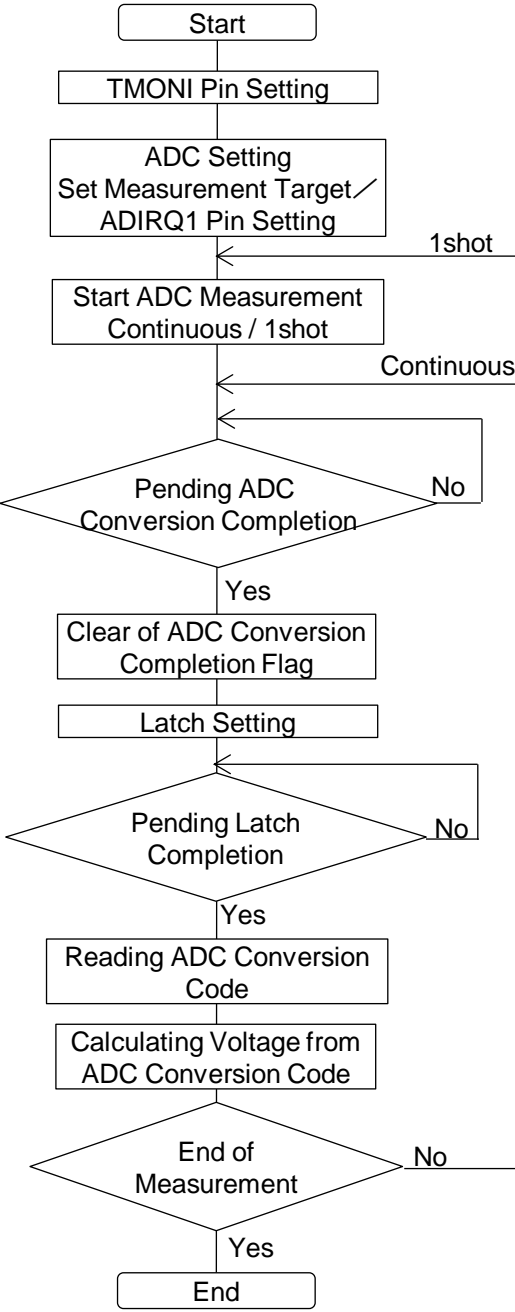 Start
TMONI Pin Setting
ADC Setting
Set Measurement Target／
ADIRQ1 Pin Setting
1shot
Start ADC Measurement
Continuous / 1shot
Continuous
Pending ADC
Conversion Completion
No
Yes
Clear of ADC Conversion
Completion Flag
Latch Setting
Pending Latch
Completion
No
Yes
Reading ADC Conversion
Code
Calculating Voltage from
ADC Conversion Code
End of
Measurement
No
Yes
End